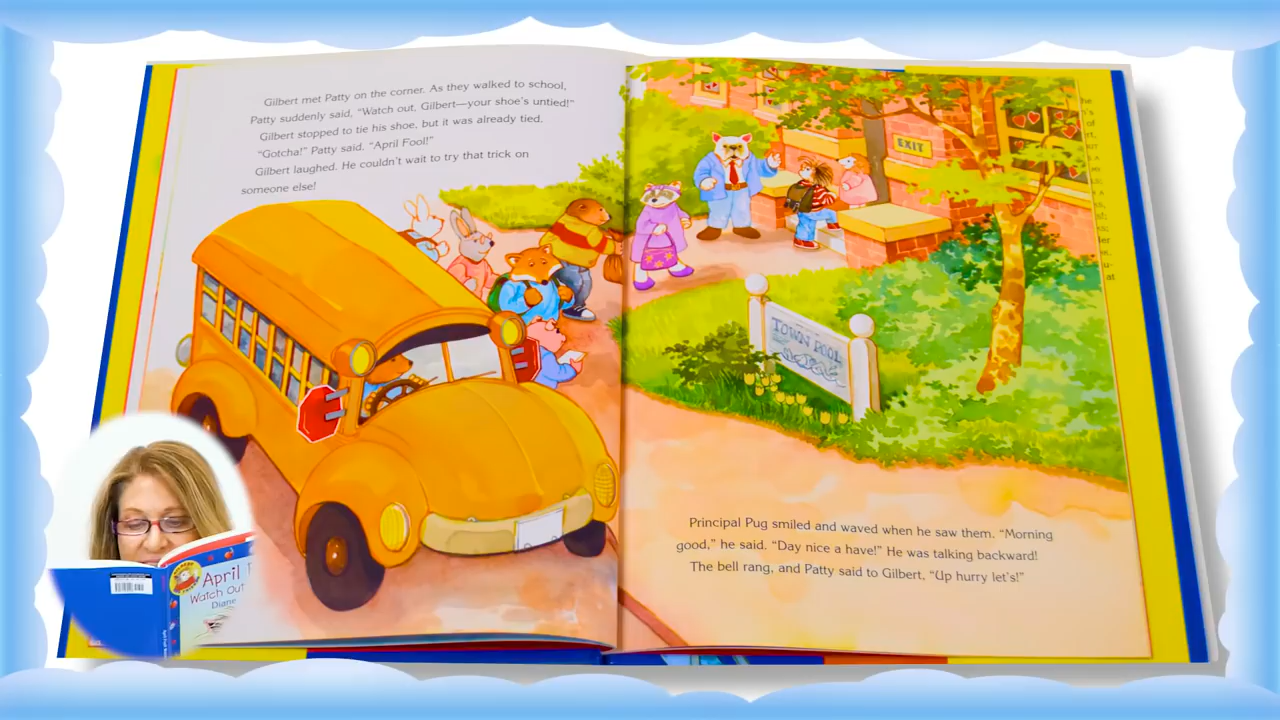 Gilbert met Patty on the corner. As they walked to school,
Patty suddenly said, “Watch out, Gilbert—your shoe’s untied!”
Gilbert stopped to tie his shoe, but it was already tied.
“Gotcha!” Patty said. “April Fool!”
Gilbert laughed. He couldn’t wait to try that trick on
someone else!
EXIT
TOWN POOL
Principal Pug smiled and waved when he saw them. “Morning
good,” he said. “Day nice a have!” He was talking backward!
The bell rang, and Patty said to Gilbert, “Up hurry let’s!”
April
Watch Out
Diane